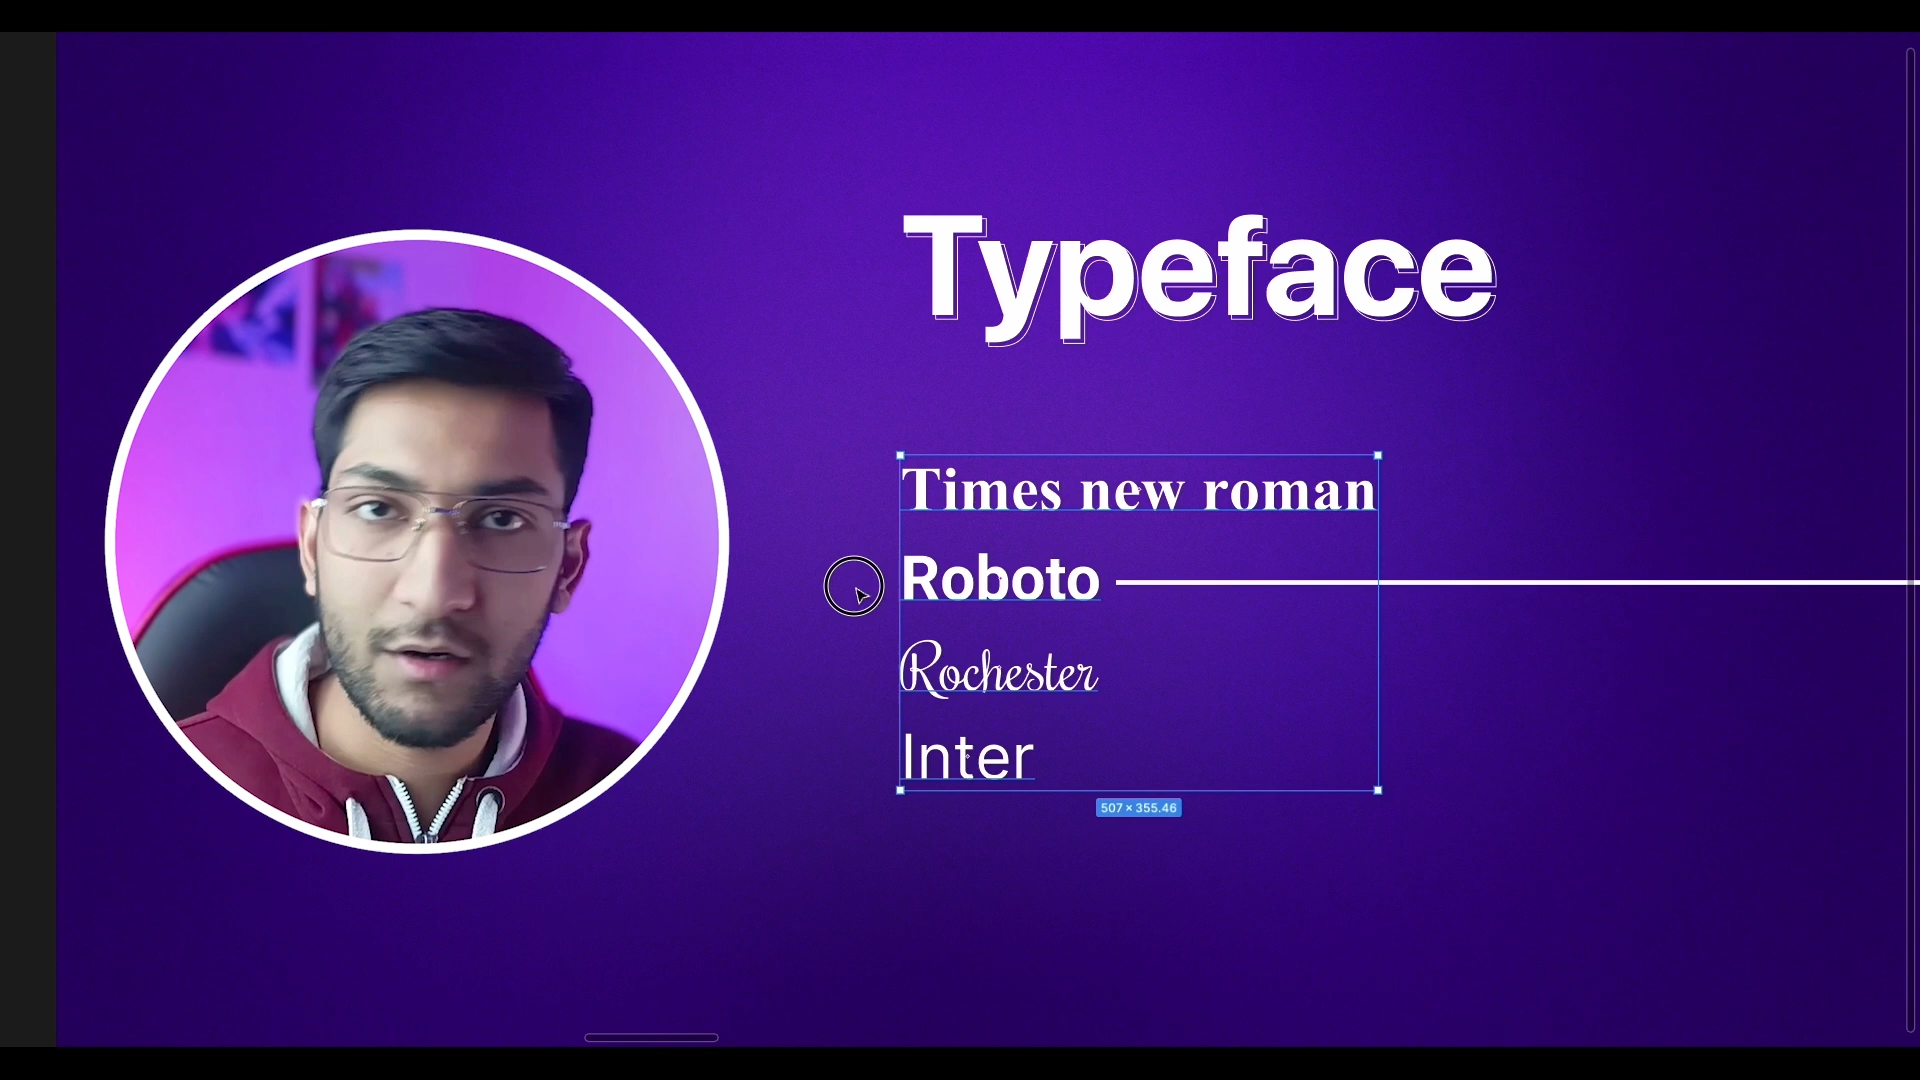 Typeface
Times new roman
Roboto
Rochester
Inter
507 × 355.46